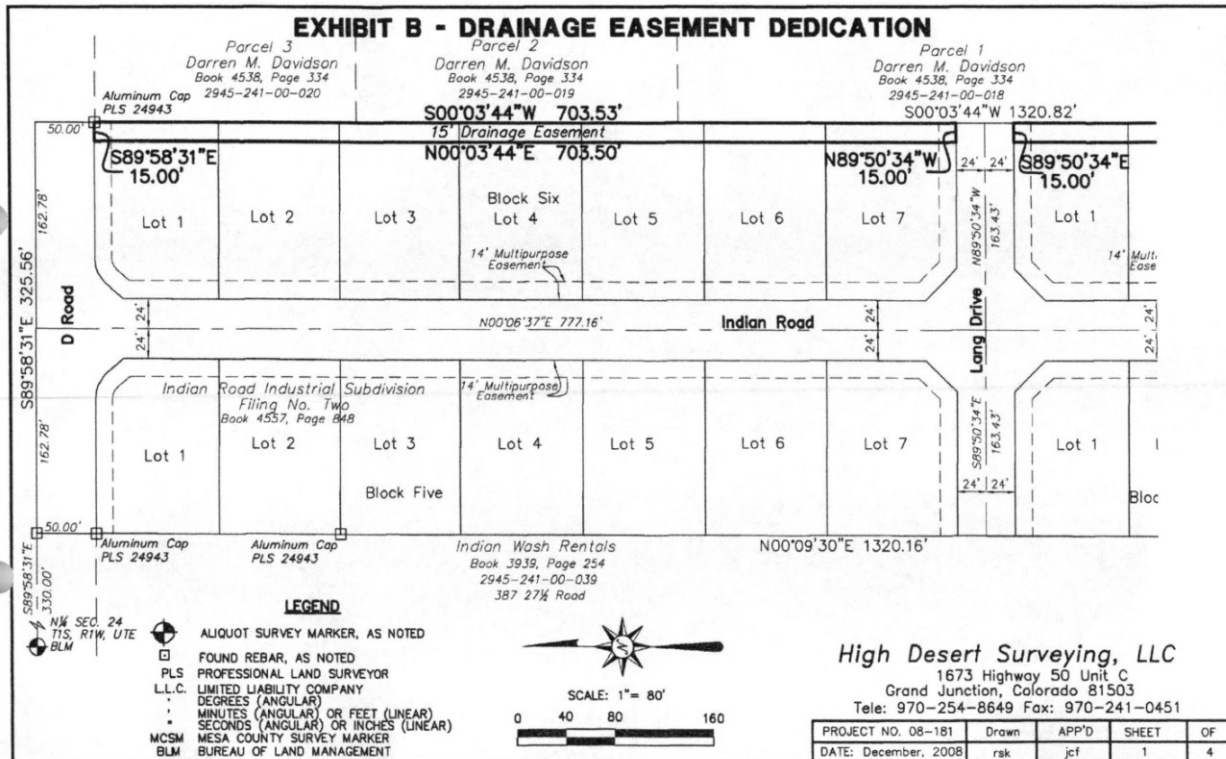 EXHIBIT B - DRAINAGE EASEMENT DEDICATION
Parcel 3
Darren M. Davidson
Book 4538, Page 334
2945-241-00-020
Parcel 2
Darren M. Davidson
Book 4538, Page 334
2945-241-00-019
Parcel 1
Darren M. Davidson
Book 4538, Page 334
2945-241-00-018
Aluminum Cap
PLS 24943
50.00'
S00°03'44"W 703.53'
S00°03'44"W 1320.82'
15' Drainage Easement
N00°03'44"E 703.50'
S89°58'31"E
15.00'
N89°50'34"W
15.00'
24' 24'
S89°50'34"E
15.00'
162.78'
Block Six
Lot 1
Lot 2
Lot 3
Lot 4
Lot 5
Lot 6
Lot 7
N89°50'34"W
163.43'
Lot 1
14' Multipurpose
Easement
14' Multi
Ease
S89°58'31"E 325.56'
D Road
24'
24'
N00°06'37"E 777.16'
Indian Road
24'
24'
Lang Drive
24'
24'
Indian Road Industrial Subdivision
Filing No. Two
Book 4557, Page 848
14' Multipurpose
Easement
162.78'
Lot 1
Lot 2
Lot 3
Lot 4
Lot 5
Lot 6
Lot 7
S89°50'34"E
163.43'
Lot 1
Block Five
24' 24'
Bloc
50.00'
Aluminum Cap
PLS 24943
Aluminum Cap
PLS 24943
Indian Wash Rentals
Book 3939, Page 254
2945-241-00-039
387 27½ Road
N00°09'30"E 1320.16'
S89°58'31"E
330.00'
N¼ SEC. 24
T1S, R1W, UTE
BLM
LEGEND
ALIQUOT SURVEY MARKER, AS NOTED
FOUND REBAR, AS NOTED
PLS PROFESSIONAL LAND SURVEYOR
L.L.C. LIMITED LIABILITY COMPANY
° DEGREES (ANGULAR)
' MINUTES (ANGULAR) OR FEET (LINEAR)
" SECONDS (ANGULAR) OR INCHES (LINEAR)
MCSM MESA COUNTY SURVEY MARKER
BLM BUREAU OF LAND MANAGEMENT
N
SCALE: 1"= 80'
0 40 80 160
High Desert Surveying, LLC
1673 Highway 50 Unit C
Grand Junction, Colorado 81503
Tele: 970-254-8649 Fax: 970-241-0451
PROJECT NO. 08-181 Drawn APP'D SHEET OF
DATE: December, 2008 rsk jcf 1 4